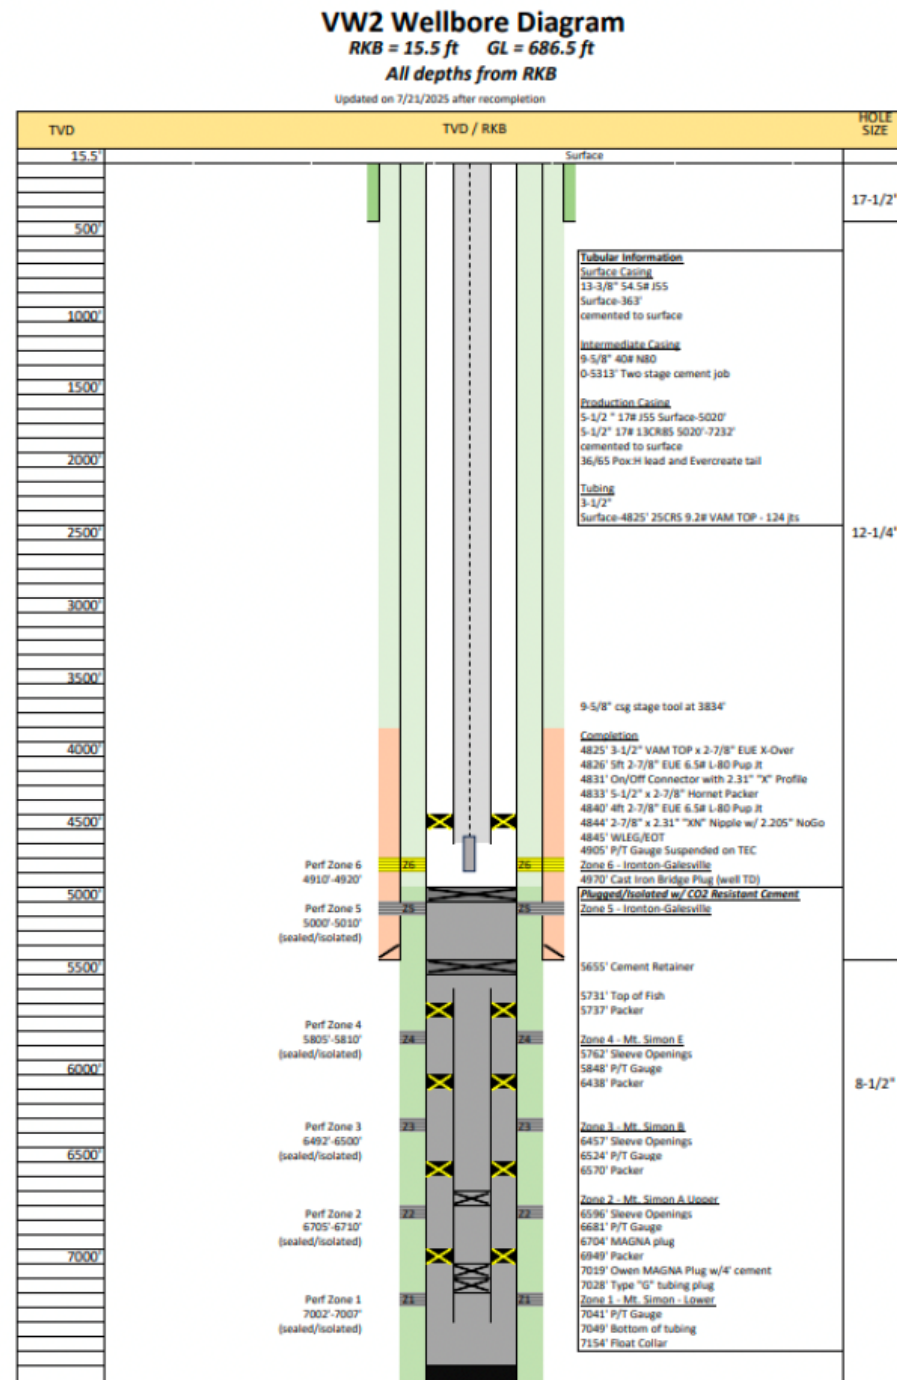 VW2 Wellbore Diagram
RKB = 15.5 ft GL = 686.5 ft
All depths from RKB
Updated on 7/21/2025 after recompletion
TVD
TVD / RKB
HOLE
SIZE
15.5'
Surface
17-1/2"
500'
Tubular Information
Surface Casing
13-3/8" 54.5# J55
Surface-363'
cemented to surface
1000'
Intermediate Casing
9-5/8" 40# N80
0-5313' Two stage cement job
1500'
Production Casing
5-1/2 " 17# J55 Surface-5020'
5-1/2" 17# 13CR85 5020'-7232'
cemented to surface
36/65 Pox:H lead and Evercreate tail
2000'
Tubing
3-1/2"
Surface-4825' 25CRS 9.2# VAM TOP - 124 jts
2500'
12-1/4"
3000'
3500'
9-5/8" csg stage tool at 3834'
Completion
4000'
4825' 3-1/2" VAM TOP x 2-7/8" EUE X-Over
4826' 5ft 2-7/8" EUE 6.5# L-80 Pup Jt
4831' On/Off Connector with 2.31" "X" Profile
4833' 5-1/2" x 2-7/8" Hornet Packer
4840' 4ft 2-7/8" EUE 6.5# L-80 Pup Jt
4500'
4844' 2-7/8" x 2.31" "XN" Nipple w/ 2.205" NoGo
4845' WLEG/EOT
4905' P/T Gauge Suspended on TEC
Perf Zone 6
4910'-4920'
Z6
Z6
Zone 6 - Ironton-Galesville
4970' Cast Iron Bridge Plug (well TD)
5000'
Plugged/Isolated w/ CO2 Resistant Cement
Perf Zone 5
5000'-5010'
(sealed/isolated)
Z5
Z5
Zone 5 - Ironton-Galesville
5500'
5655' Cement Retainer
5731' Top of Fish
5737' Packer
Perf Zone 4
5805'-5810'
(sealed/isolated)
Z4
Z4
Zone 4 - Mt. Simon E
5762' Sleeve Openings
5848' P/T Gauge
6438' Packer
6000'
8-1/2"
Perf Zone 3
6492'-6500'
(sealed/isolated)
Z3
Z3
Zone 3 - Mt. Simon B
6457' Sleeve Openings
6524' P/T Gauge
6570' Packer
6500'
Zone 2 - Mt. Simon A Upper
Perf Zone 2
6705'-6710'
(sealed/isolated)
Z2
Z2
6596' Sleeve Openings
6681' P/T Gauge
6704' MAGNA plug
6949' Packer
7000'
7019' Owen MAGNA Plug w/4' cement
7028' Type "G" tubing plug
Perf Zone 1
7002'-7007'
(sealed/isolated)
Z1
Z1
Zone 1 - Mt. Simon - Lower
7041' P/T Gauge
7049' Bottom of tubing
7154' Float Collar